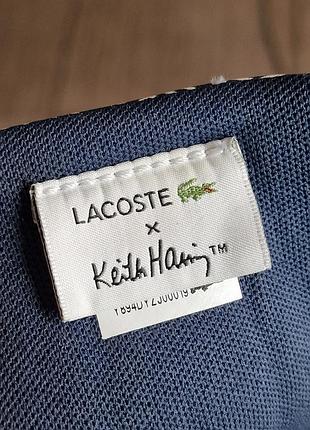 LACOSTE
×
Keith Haring™